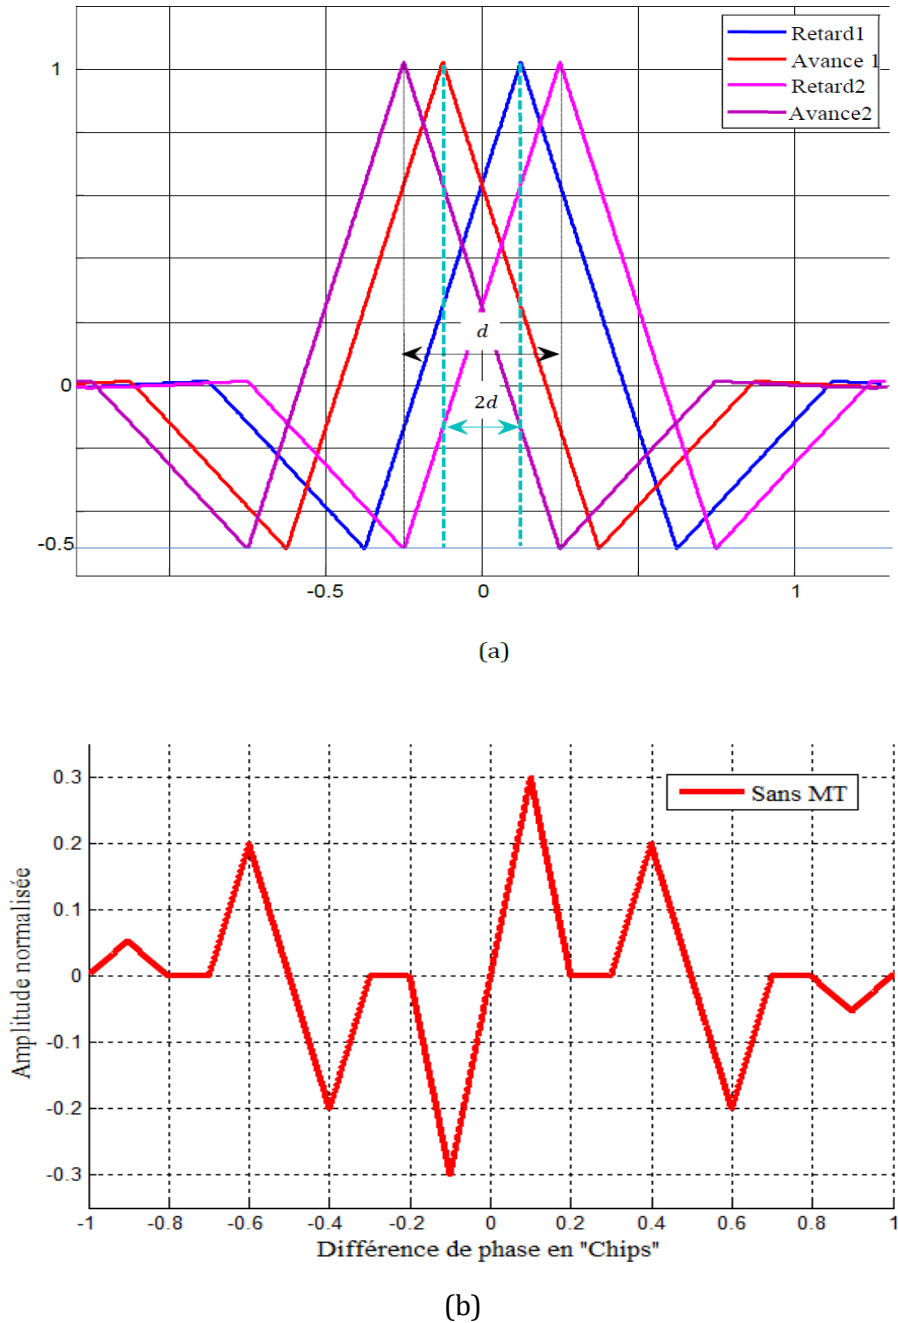 Retard1
Avance 1
Retard2
Avance2
1
0
-0.5
d
2d
-0.5
0
1
(a)
Sans MT
Amplitude normalisée
0.3
0.2
0.1
0
-0.1
-0.2
-0.3
-1 -0.8 -0.6 -0.4 -0.2 0 0.2 0.4 0.6 0.8 1
Différence de phase en "Chips"
(b)